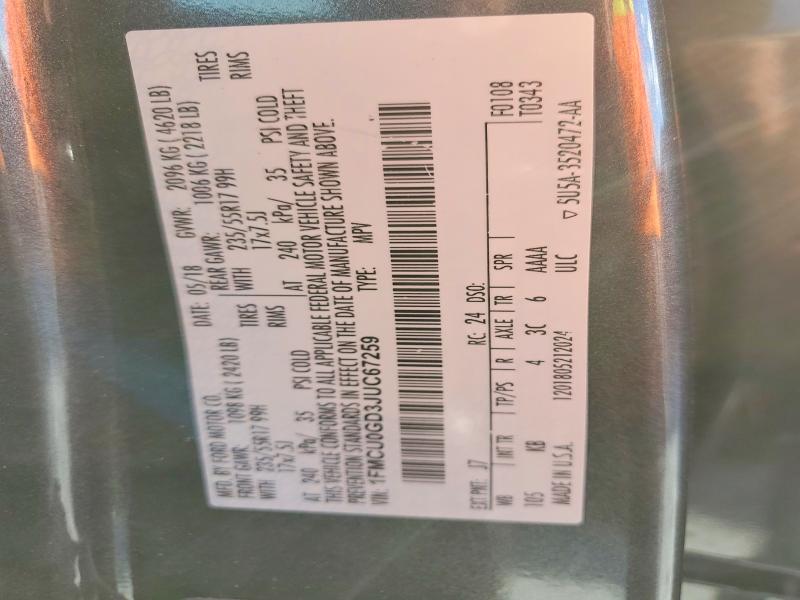 MFD. BY FORD MOTOR CO.
DATE: 05/18 GVWR: 2096 KG ( 4620 LB)
FRONT GAWR: 1098 KG ( 2420 LB) REAR GAWR: 1006 KG ( 2218 LB)
WITH 235/55R17 99H TIRES WITH 235/55R17 99H TIRES
17x7.5J RIMS 17x7.5J RIMS
AT 240 kPa/ 35 PSI COLD AT 240 kPa/ 35 PSI COLD
THIS VEHICLE CONFORMS TO ALL APPLICABLE FEDERAL MOTOR VEHICLE SAFETY AND THEFT
PREVENTION STANDARDS IN EFFECT ON THE DATE OF MANUFACTURE SHOWN ABOVE.
VIN: 1FMCU0GD3JUC67259 TYPE: MPV
F0108
T0343
EXT PNT: J7 RC: 24 DSO:
WB INT TR TP/PS R AXLE TR SPR
105 KB 4 3C 6 AAAA
MADE IN U.S.A. 1201805212024 ULC ▽ 5U5A-3520472-AA